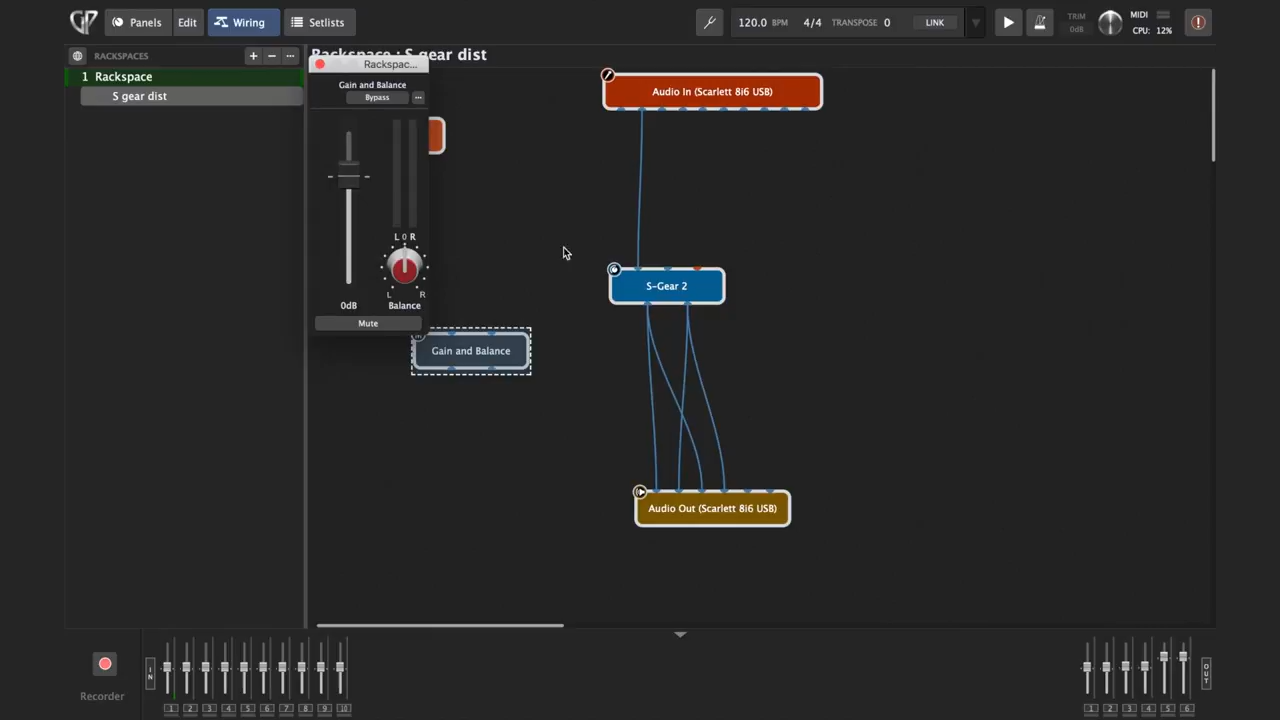 GP
Panels
Edit
Wiring
Setlists
120.0 BPM
4/4
TRANSPOSE 0
LINK
TRIM
0dB
MIDI
CPU: 12%
RACKSPACES
1 Rackspace
S gear dist
Rackspace : S gear dist
Rackspac...
Gain and Balance
Bypass
L 0 R
L R
0dB
Balance
Mute
Audio In (Scarlett 8i6 USB)
S-Gear 2
Gain and Balance
Audio Out (Scarlett 8i6 USB)
Recorder
IN
1 2 3 4 5 6 7 8 9 10
1 2 3 4 5 6
OUT